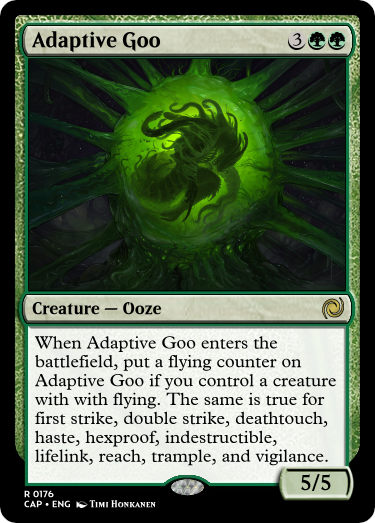 Adaptive Goo 3
Creature — Ooze
When Adaptive Goo enters the
battlefield, put a flying counter on
Adaptive Goo if you control a creature
with with flying. The same is true for
first strike, double strike, deathtouch,
haste, hexproof, indestructible,
lifelink, reach, trample, and vigilance.
5/5
R 0176
CAP • ENG Timi Honkanen